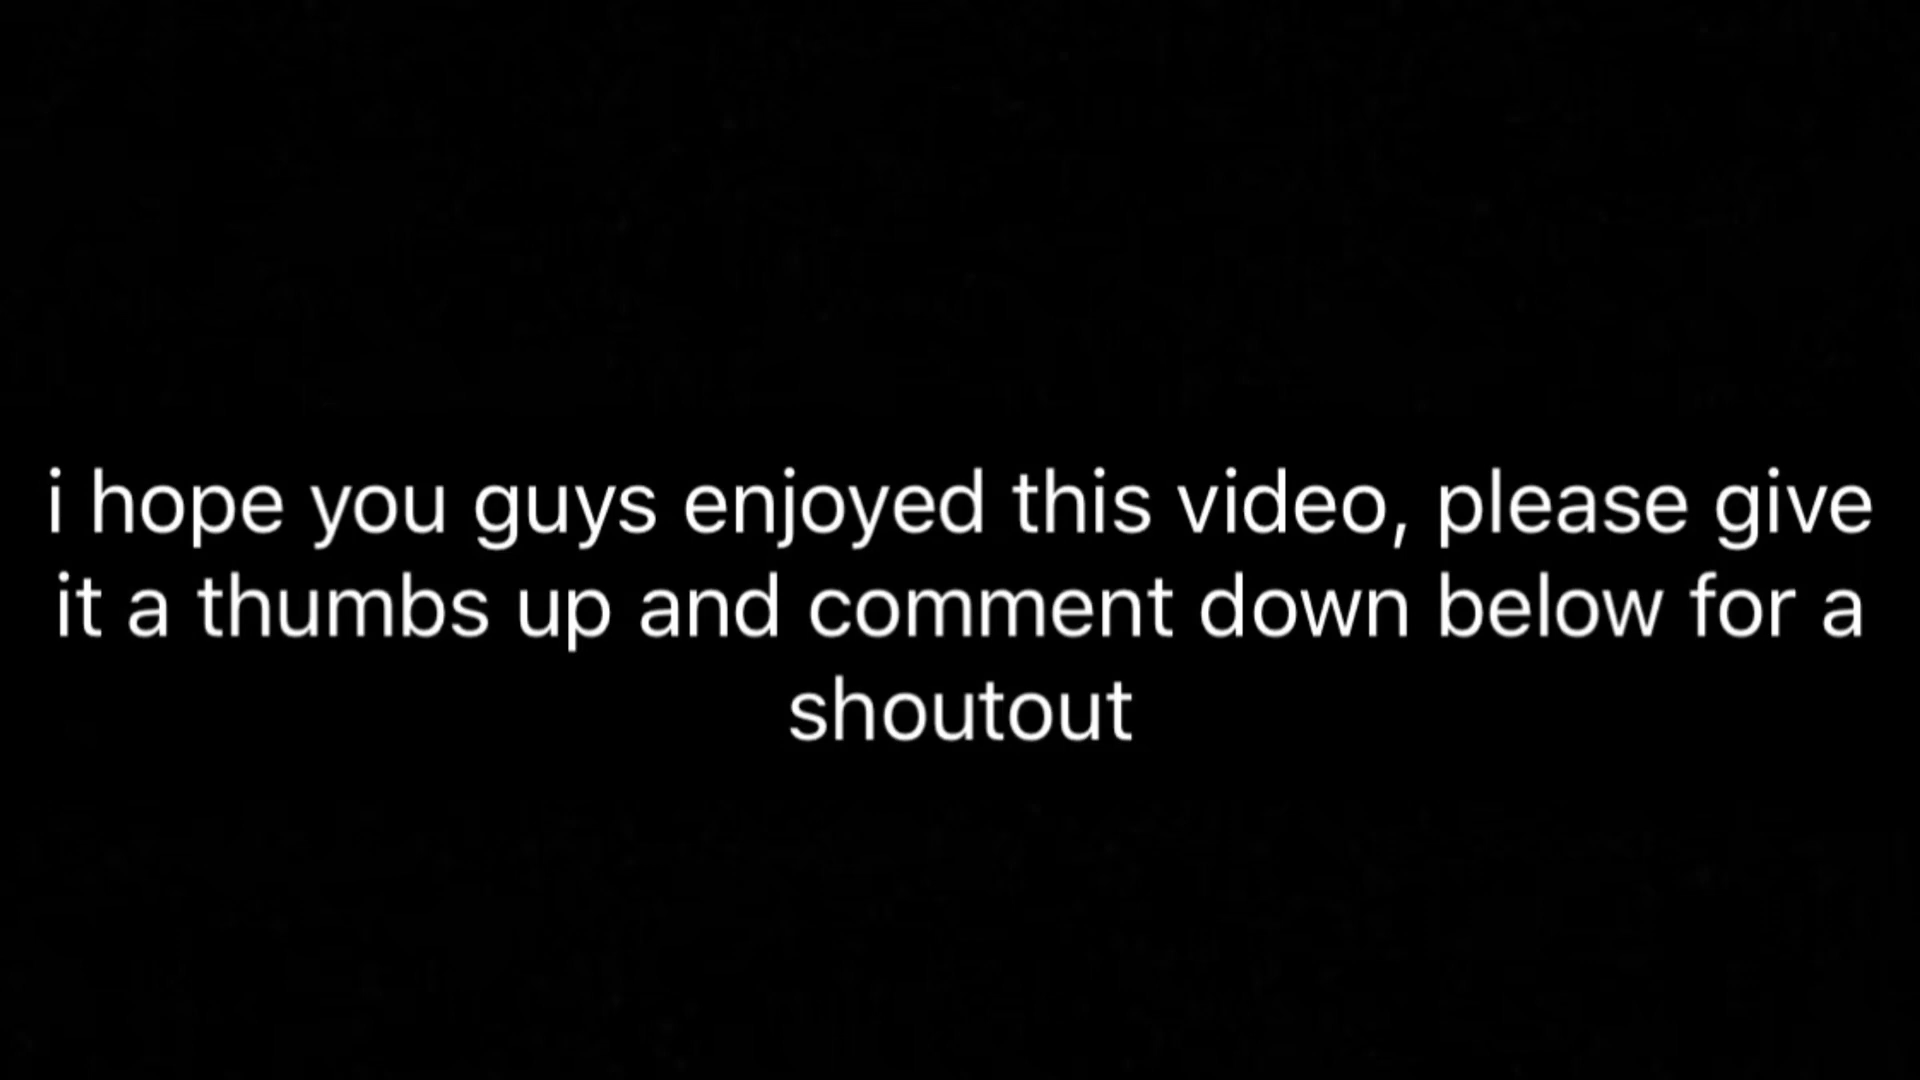 i hope you guys enjoyed this video, please give
it a thumbs up and comment down below for a
shoutout